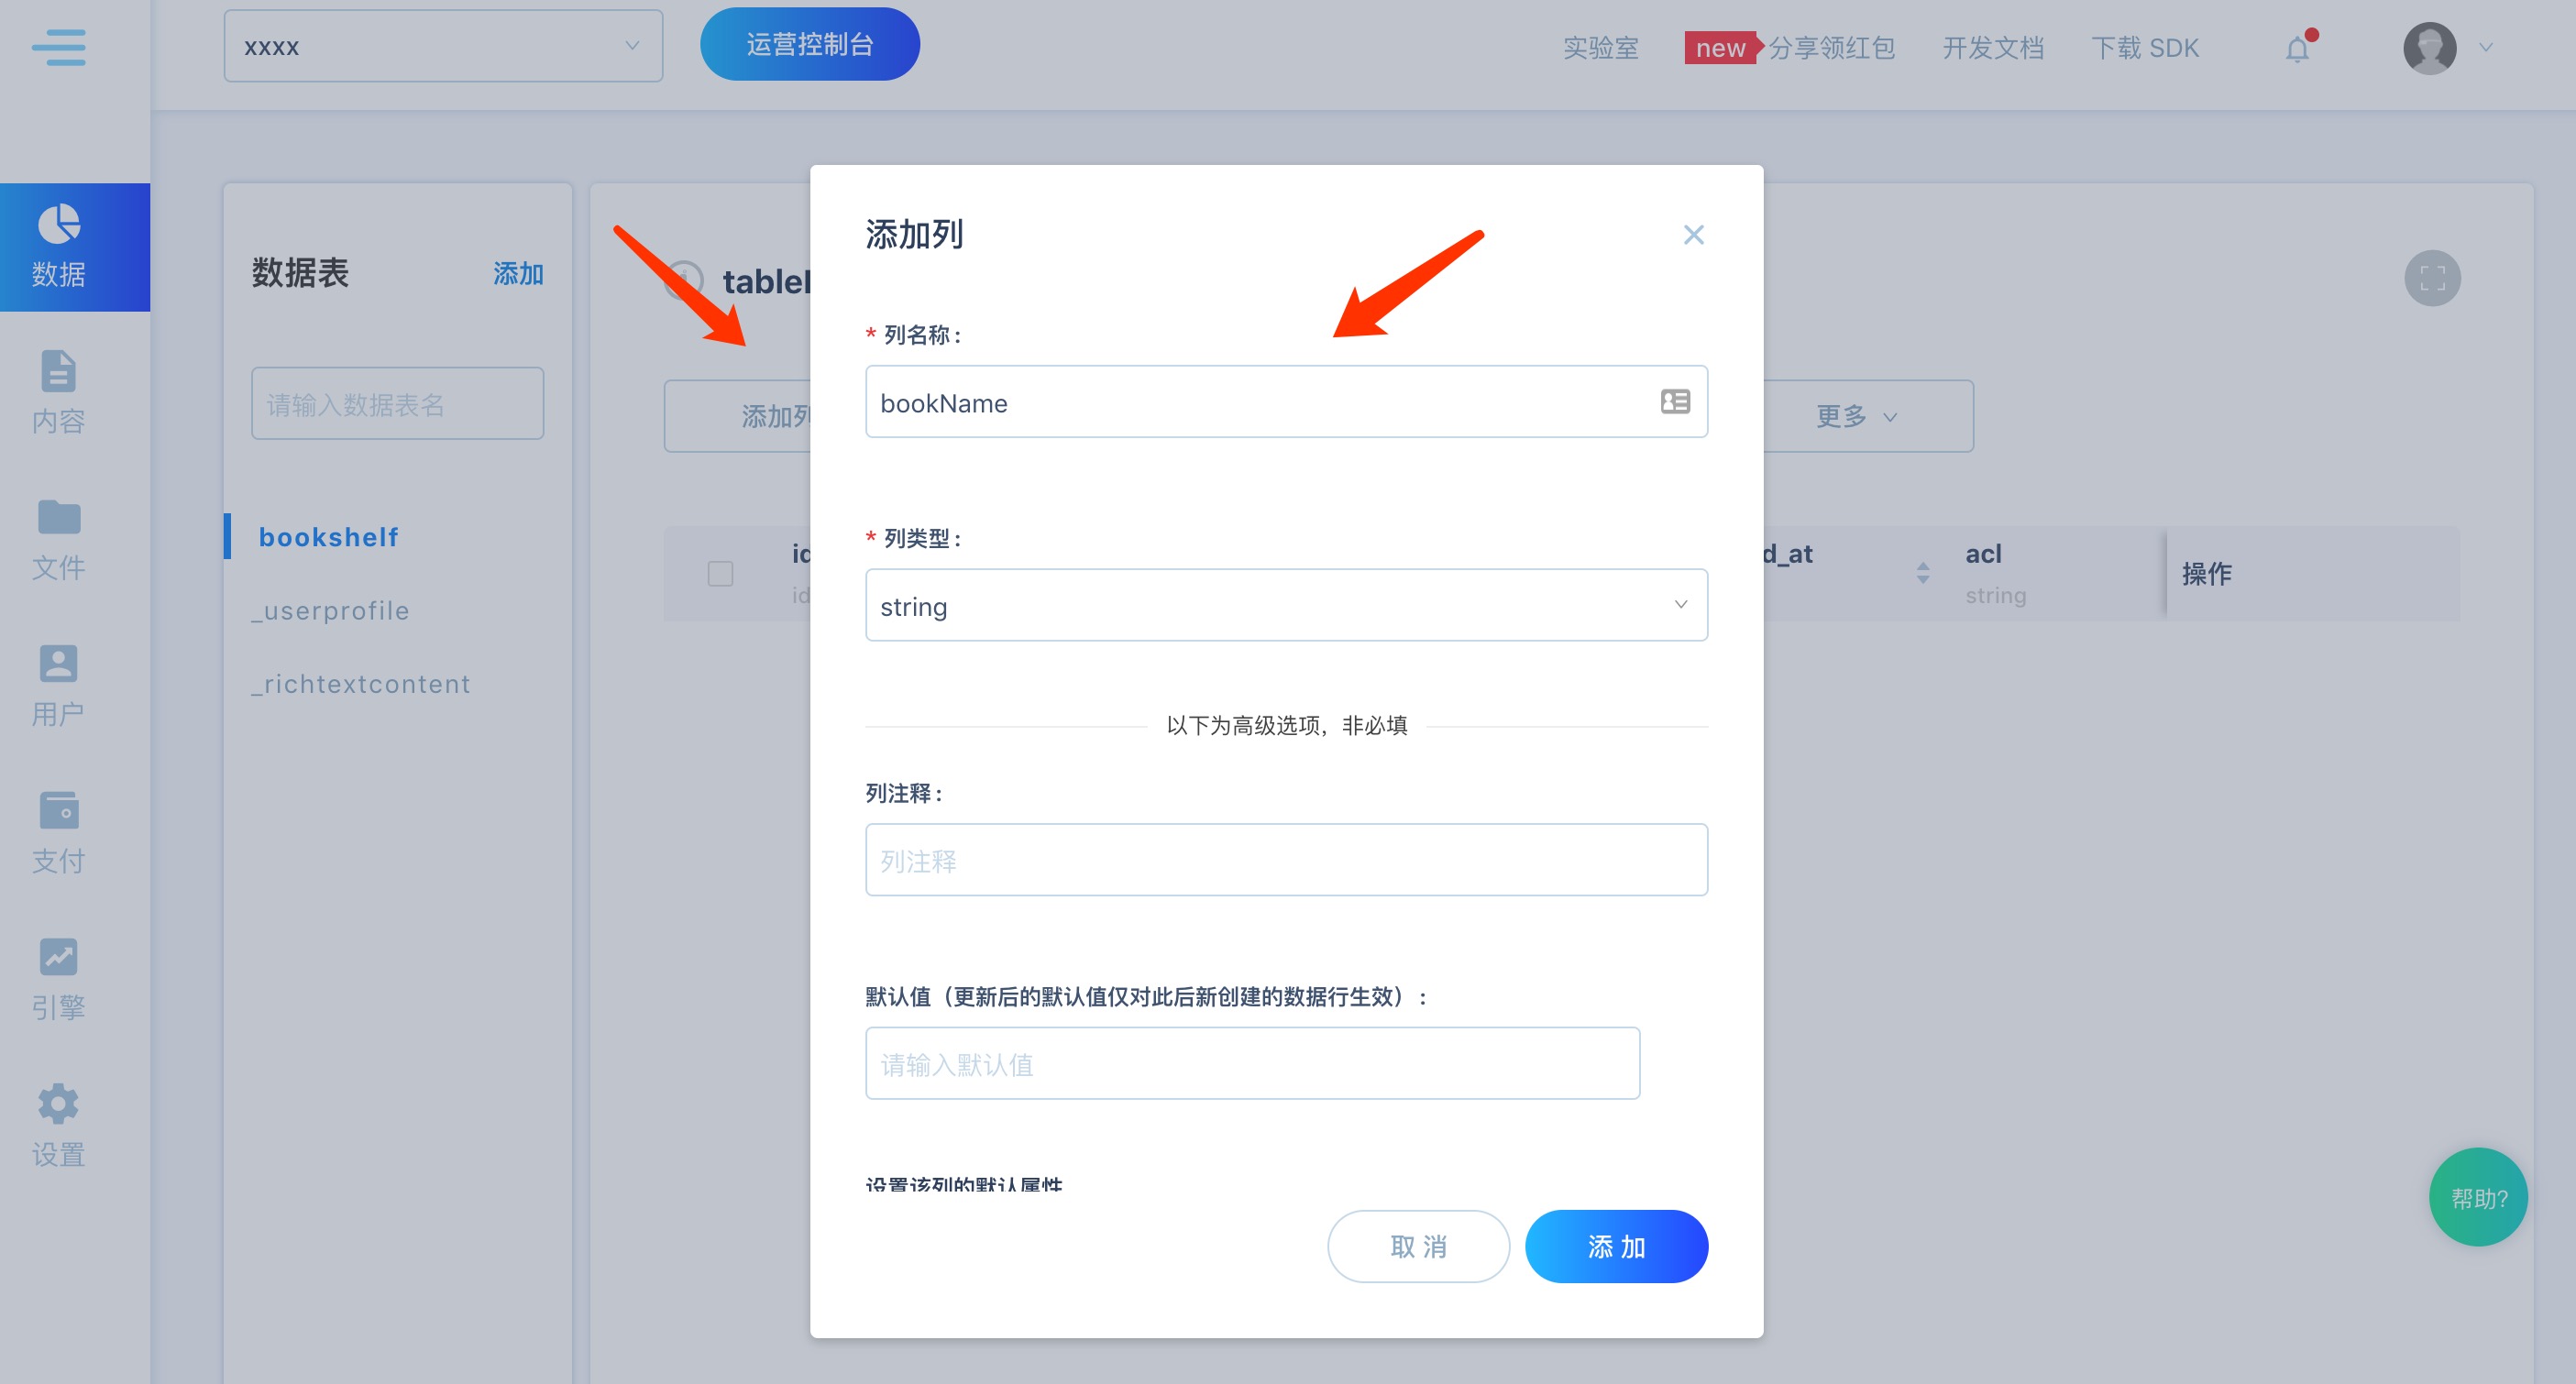 xxxx
运营控制台
实验室
new
分享领红包
开发文档
下载 SDK
数据
内容
文件
用户
支付
引擎
设置
数据表
添加
请输入数据表名
bookshelf
_userprofile
_richtextcontent
table
添加列
更多
id
id
d_at
acl
string
操作
添加列
* 列名称：
bookName
* 列类型：
string
以下为高级选项，非必填
列注释：
列注释
默认值（更新后的默认值仅对此后新创建的数据行生效）：
请输入默认值
设置该列的默认属性
取 消
添 加
帮助?